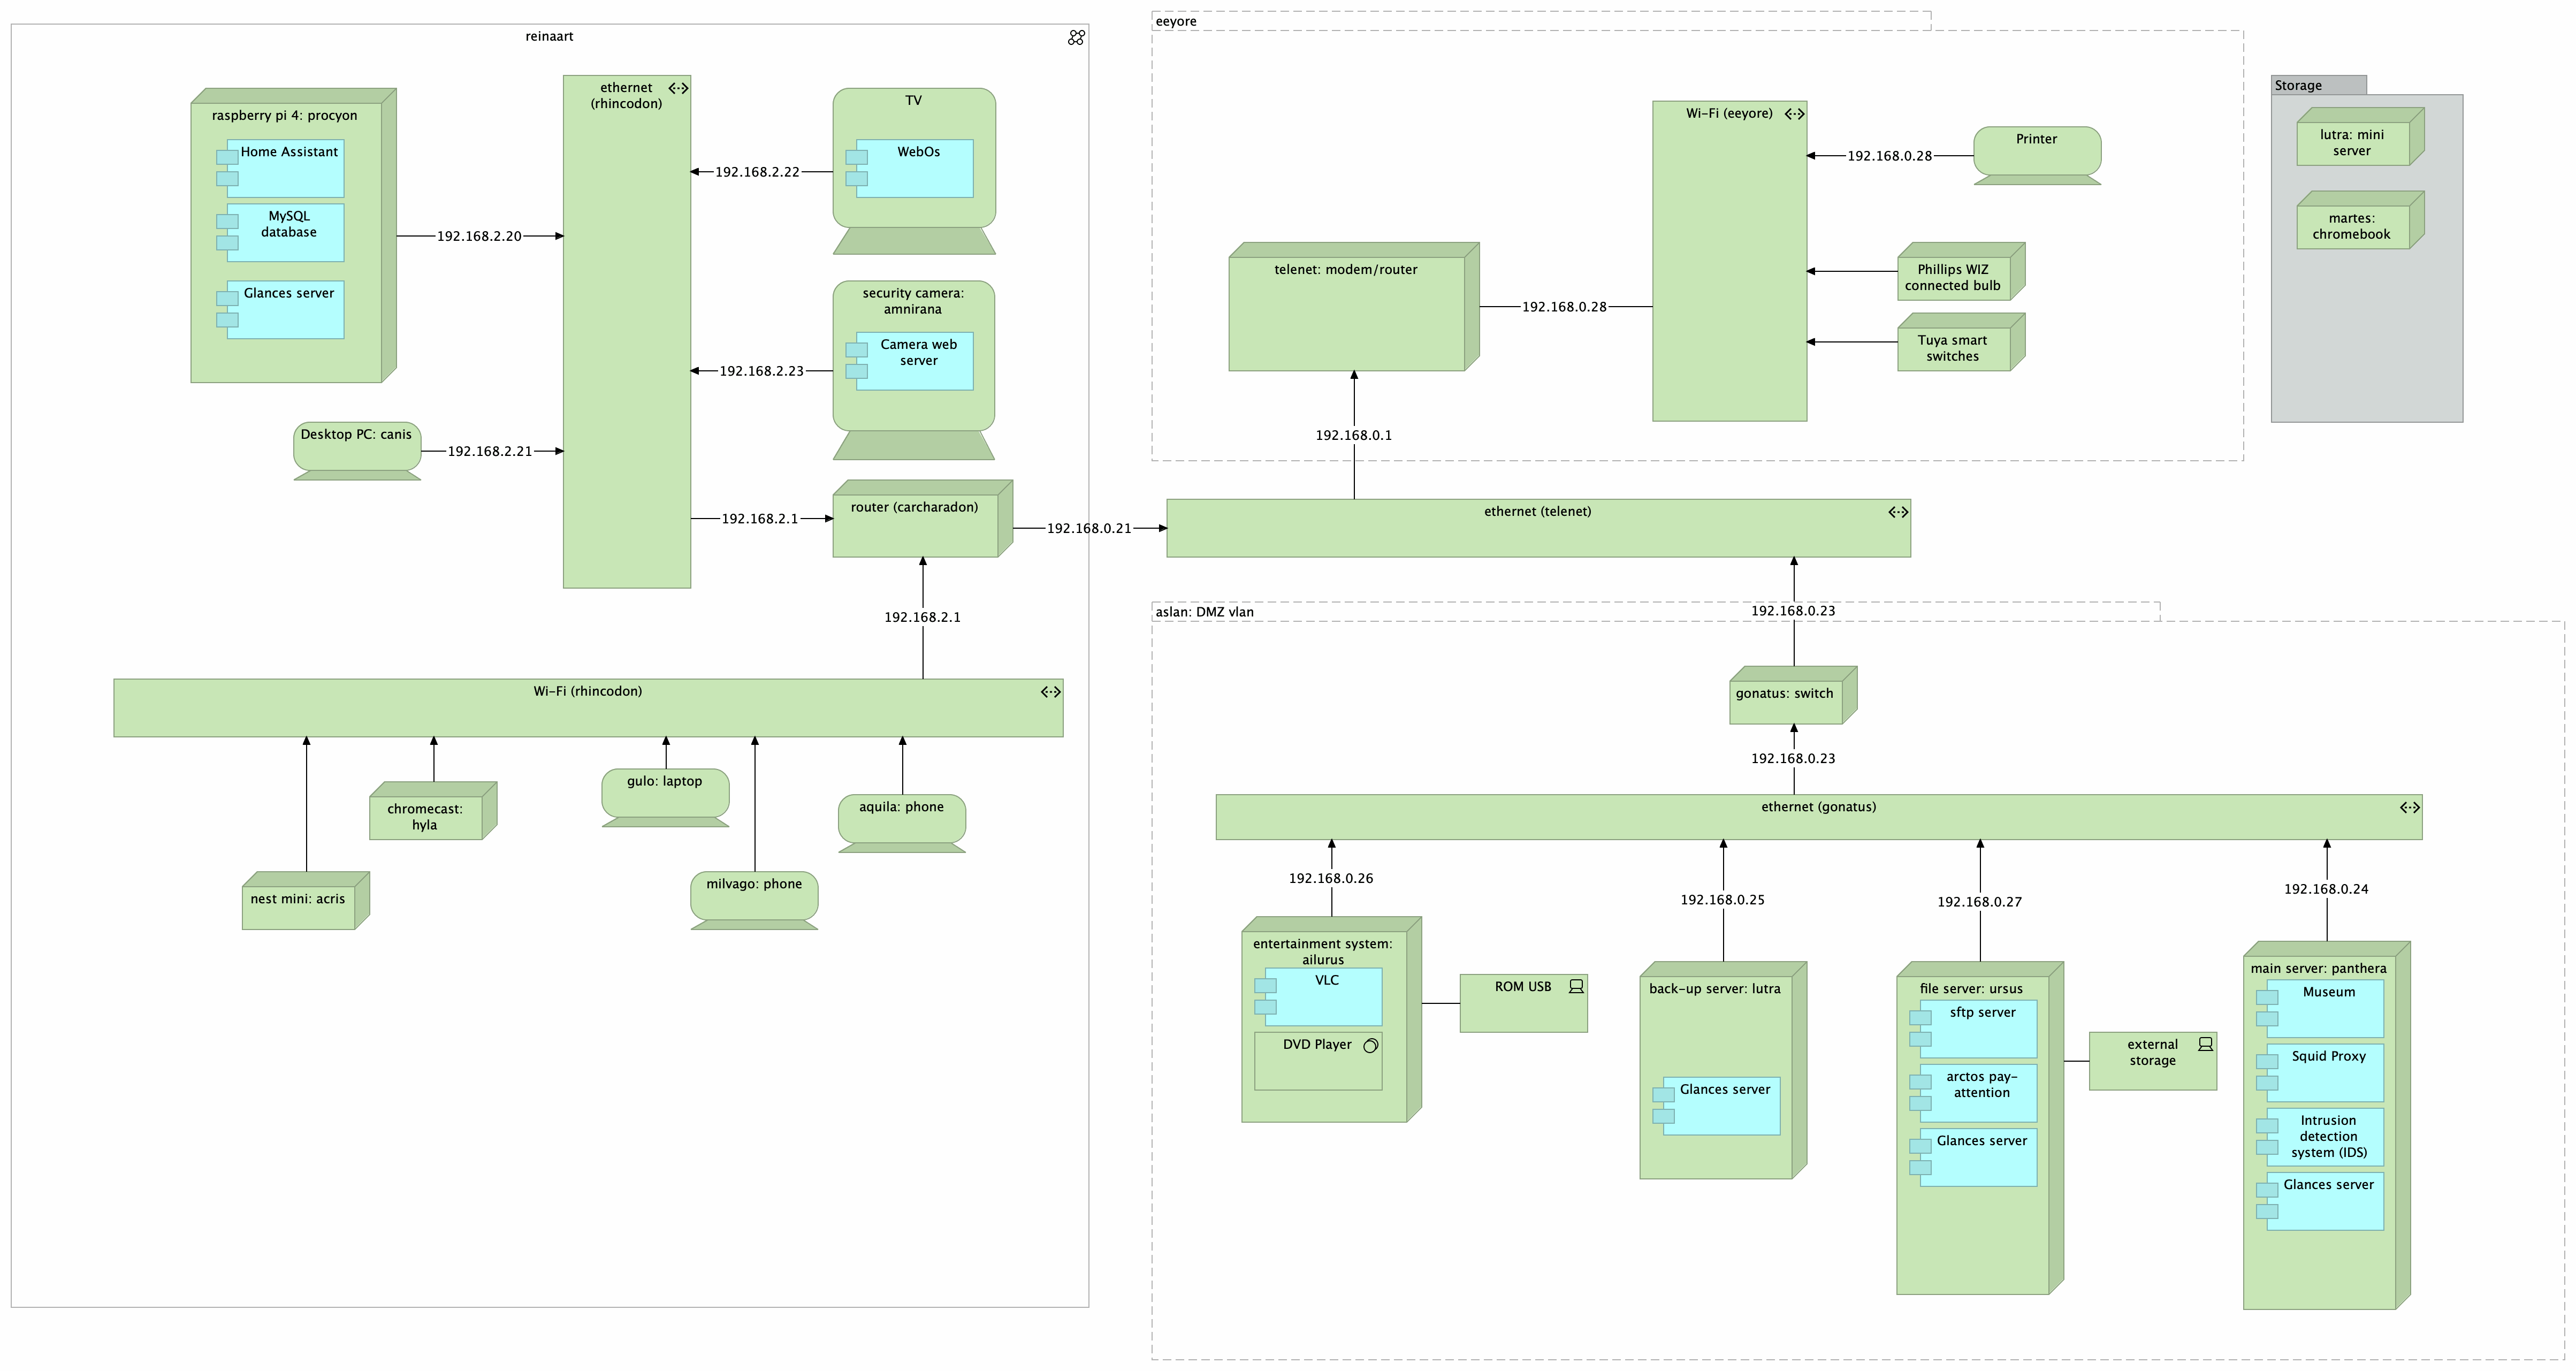 reinaart
raspberry pi 4: procyon
Home Assistant
MySQL
database
Glances server
192.168.2.20
Desktop PC: canis
192.168.2.21
ethernet
(rhincodon)
TV
WebOs
192.168.2.22
security camera:
amnirana
Camera web
server
192.168.2.23
192.168.2.1
router (carcharadon)
192.168.0.21
192.168.2.1
Wi-Fi (rhincodon)
chromecast:
hyla
nest mini: acris
gulo: laptop
milvago: phone
aquila: phone
eeyore
Wi-Fi (eeyore)
192.168.0.28
Printer
telenet: modem/router
192.168.0.28
Phillips WIZ
connected bulb
Tuya smart
switches
192.168.0.1
Storage
lutra: mini
server
martes:
chromebook
ethernet (telenet)
aslan: DMZ vlan
192.168.0.23
gonatus: switch
192.168.0.23
ethernet (gonatus)
192.168.0.26
192.168.0.25
192.168.0.27
192.168.0.24
entertainment system:
ailurus
VLC
DVD Player
ROM USB
back-up server: lutra
Glances server
file server: ursus
sftp server
arctos pay-
attention
Glances server
external
storage
main server: panthera
Museum
Squid Proxy
Intrusion
detection
system (IDS)
Glances server